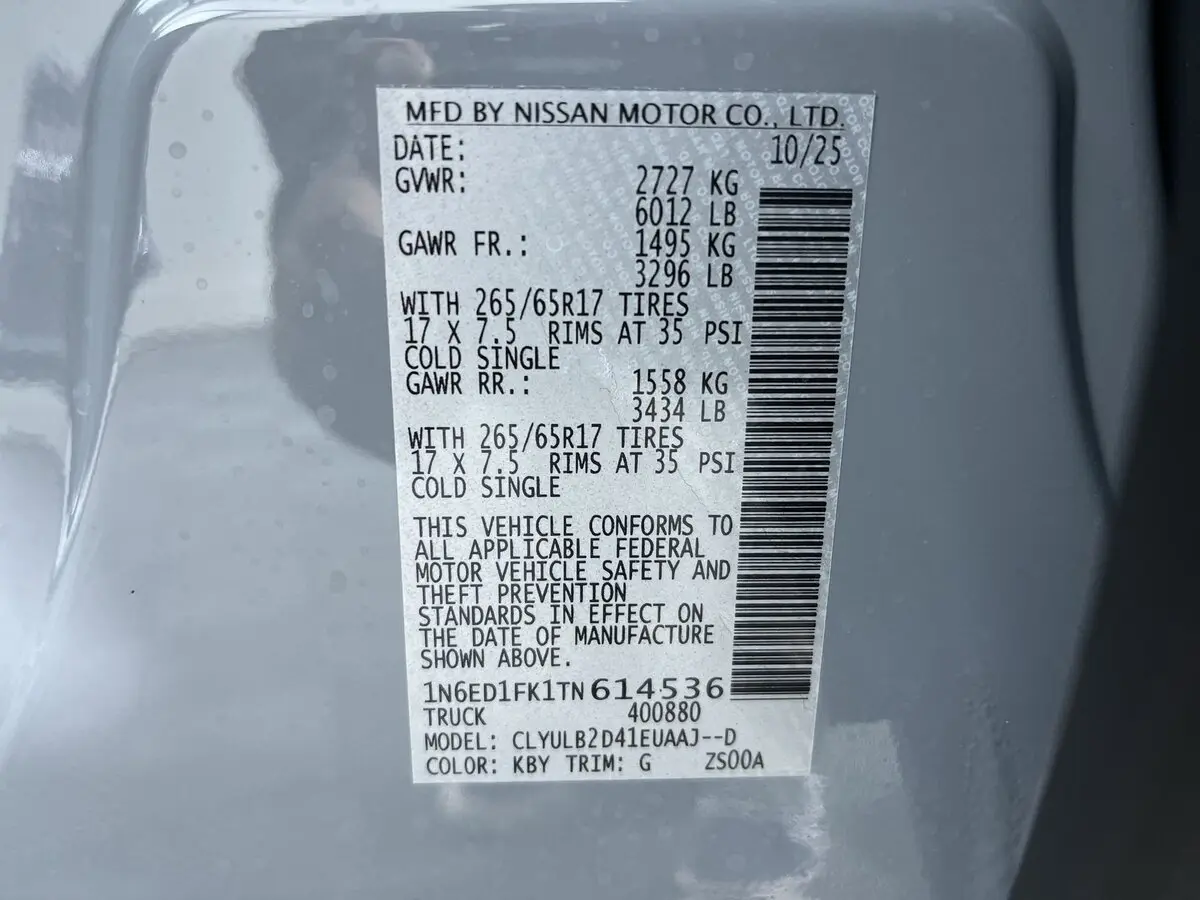 MFD BY NISSAN MOTOR CO., LTD.
DATE: 10/25
GVWR: 2727 KG
6012 LB
GAWR FR.: 1495 KG
3296 LB
WITH 265/65R17 TIRES
17 X 7.5 RIMS AT 35 PSI
COLD SINGLE
GAWR RR.: 1558 KG
3434 LB
WITH 265/65R17 TIRES
17 X 7.5 RIMS AT 35 PSI
COLD SINGLE
THIS VEHICLE CONFORMS TO
ALL APPLICABLE FEDERAL
MOTOR VEHICLE SAFETY AND
THEFT PREVENTION
STANDARDS IN EFFECT ON
THE DATE OF MANUFACTURE
SHOWN ABOVE.
1N6ED1FK1TN614536
TRUCK 400880
MODEL: CLYULB2D41EUAAJ--D
COLOR: KBY TRIM: G ZS00A